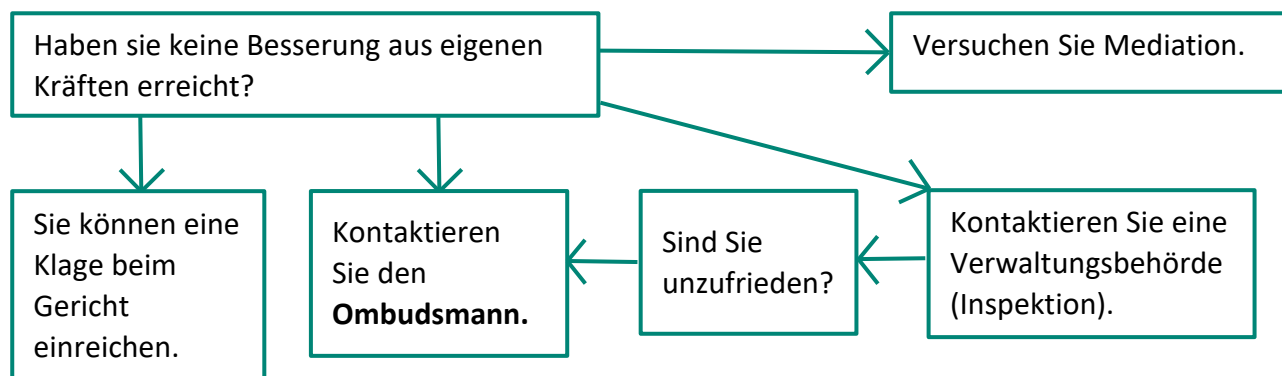 Haben sie keine Besserung aus eigenen
Kräften erreicht?
Versuchen Sie Mediation.
Sie können eine
Klage beim
Gericht
einreichen.
Kontaktieren
Sie den
Ombudsmann.
Sind Sie
unzufrieden?
Kontaktieren Sie eine
Verwaltungsbehörde
(Inspektion).